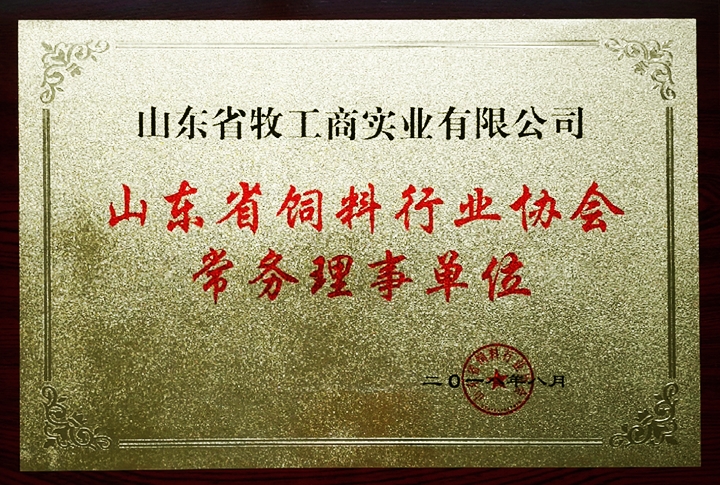 山东省牧工商实业有限公司
山东省饲料行业协会
常务理事单位
二〇一六年八月